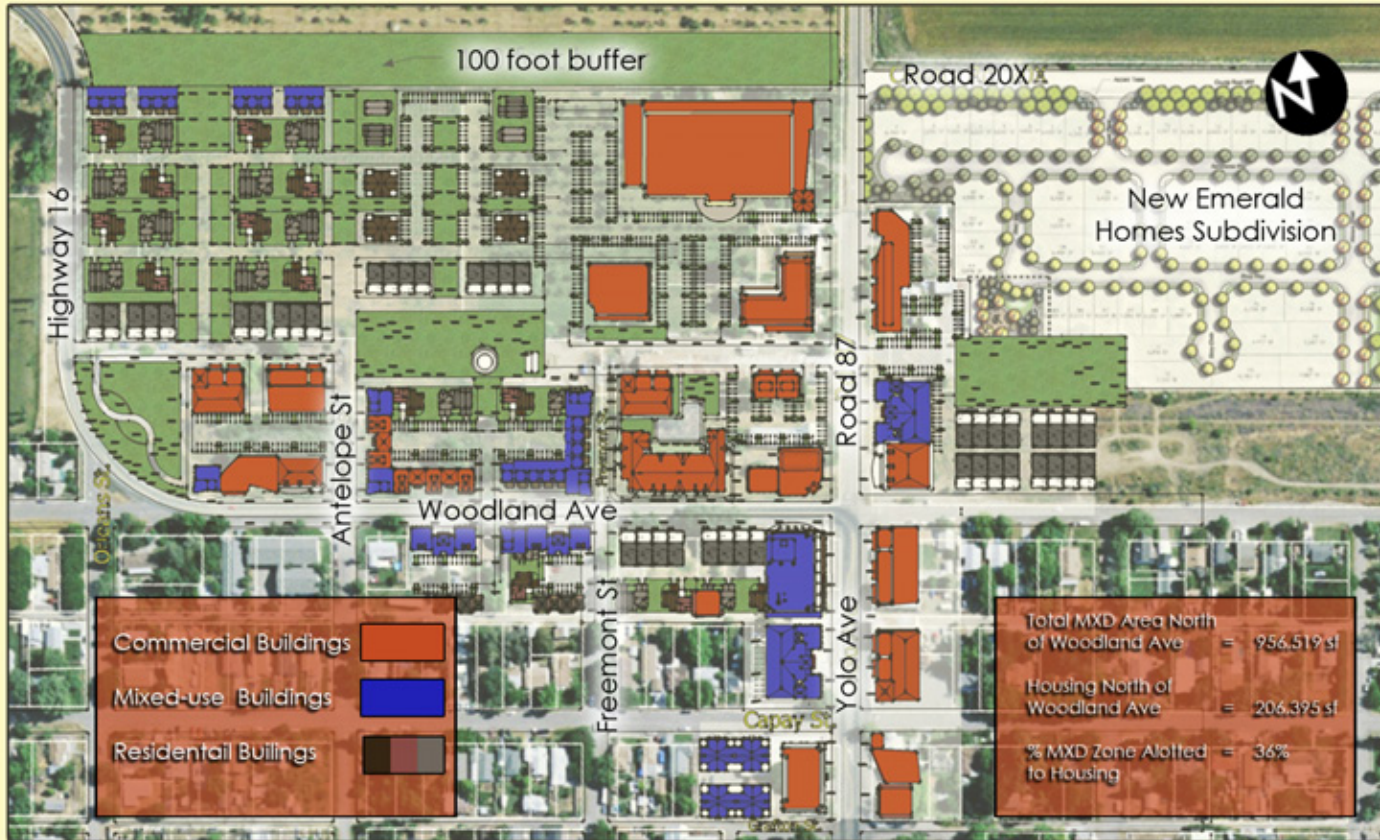 100 foot buffer
Road 20X
N
New Emerald
Homes Subdivision
Highway 16
Antelope St
Road 87
Woodland Ave
Freemont St
Yolo Ave
Capay St
Commercial Buildings
Mixed-use Buildings
Residentail Builings
Total MXD Area North
of Woodland Ave = 956,519 sf
Housing North of
Woodland Ave = 206,395 sf
% MXD Zone Alotted = 36%
to Housing